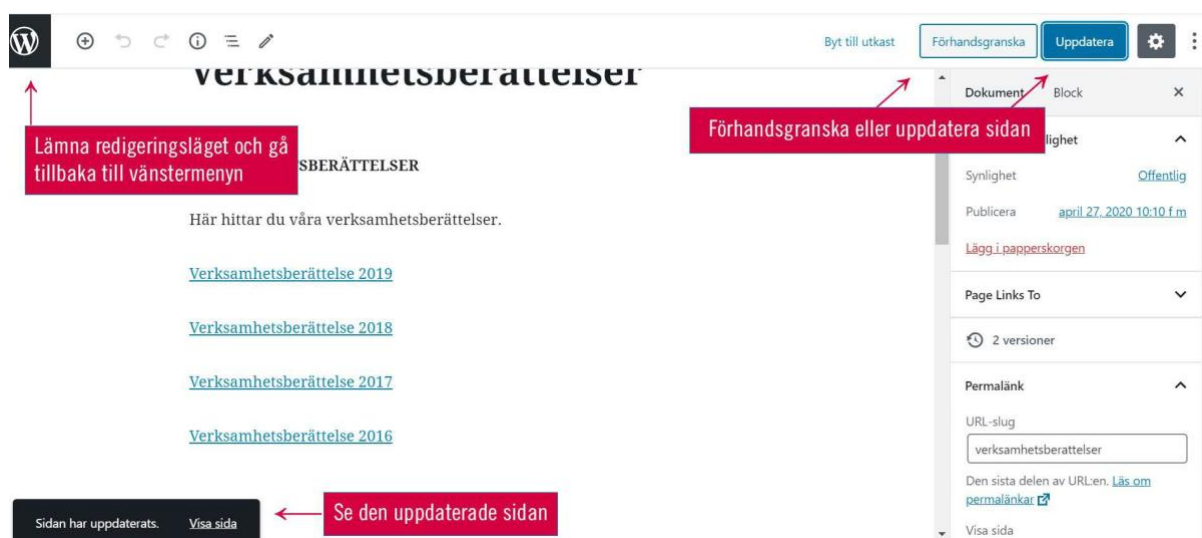 Byt till utkast Förhandsgranska Uppdatera
Verksamhetsberättelser
Lämna redigeringsläget och gå
tillbaka till vänstermenyn
SBERÄTTELSER
Här hittar du våra verksamhetsberättelser.
Verksamhetsberättelse 2019
Verksamhetsberättelse 2018
Verksamhetsberättelse 2017
Verksamhetsberättelse 2016
Sidan har uppdaterats. Visa sida
Se den uppdaterade sidan
Förhandsgranska eller uppdatera sidan
Dokument Block
lighet
Synlighet Offentlig
Publicera april 27, 2020 10:10 f m
Lägg i papperskorgen
Page Links To
2 versioner
Permalänk
URL-slug
verksamhetsberattelser
Den sista delen av URL:en. Läs om
permalänkar
Visa sida